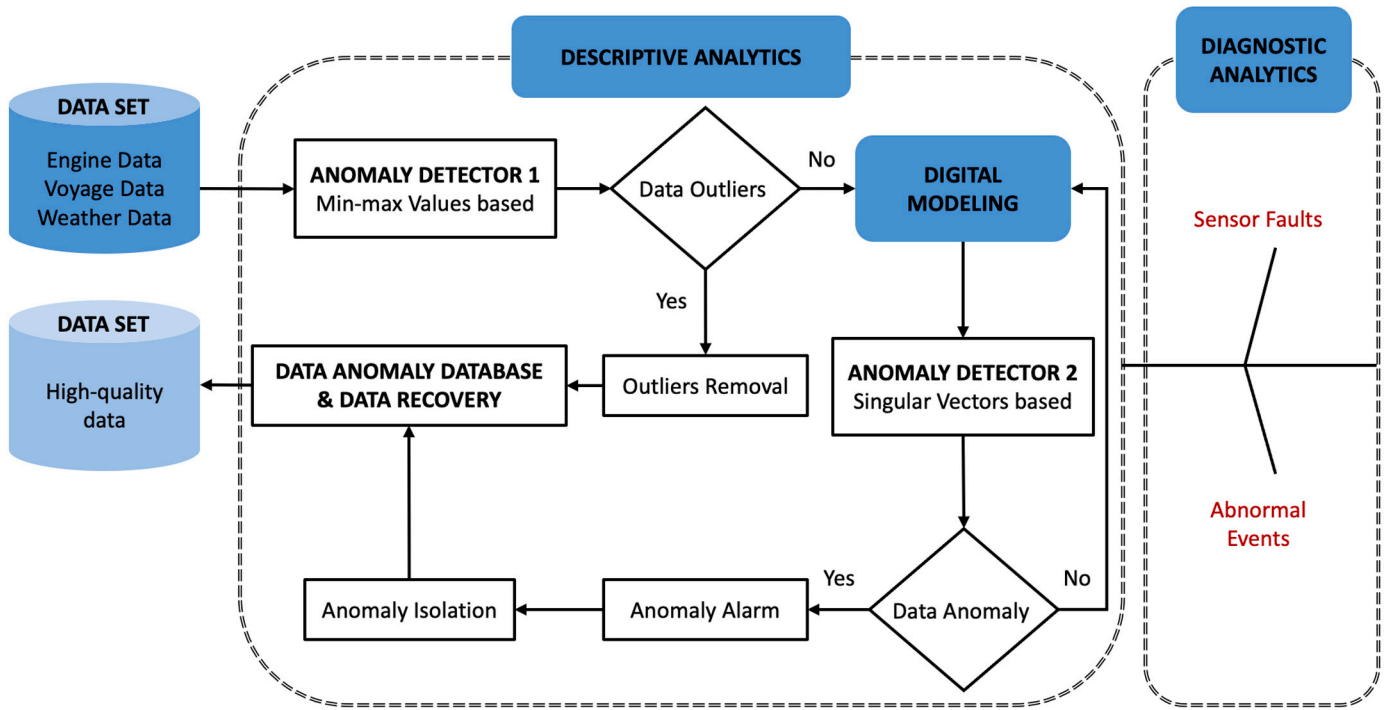 DESCRIPTIVE ANALYTICS
DIAGNOSTIC
ANALYTICS
DATA SET
Engine Data
Voyage Data
Weather Data
ANOMALY DETECTOR 1
Min-max Values based
Data Outliers
No
DIGITAL
MODELING
Yes
Sensor Faults
DATA SET
High-quality
data
DATA ANOMALY DATABASE
& DATA RECOVERY
Outliers Removal
ANOMALY DETECTOR 2
Singular Vectors based
Abnormal
Events
Anomaly Isolation
Anomaly Alarm
Yes
Data Anomaly
No